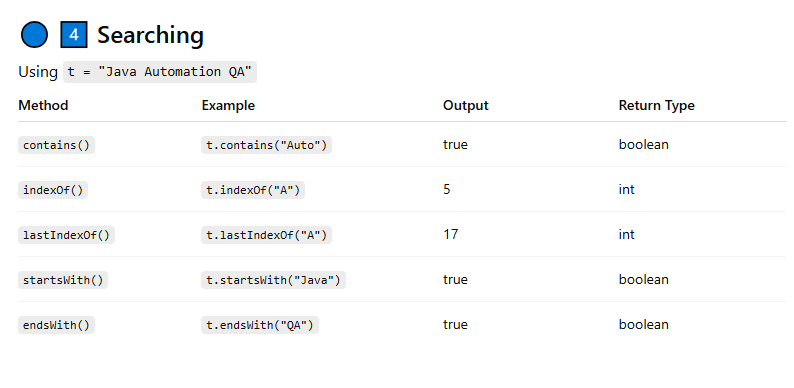 4 Searching
Using t = "Java Automation QA"
Method Example Output Return Type
contains() t.contains("Auto") true boolean
indexOf() t.indexOf("A") 5 int
lastIndexOf() t.lastIndexOf("A") 17 int
startsWith() t.startsWith("Java") true boolean
endsWith() t.endsWith("QA") true boolean